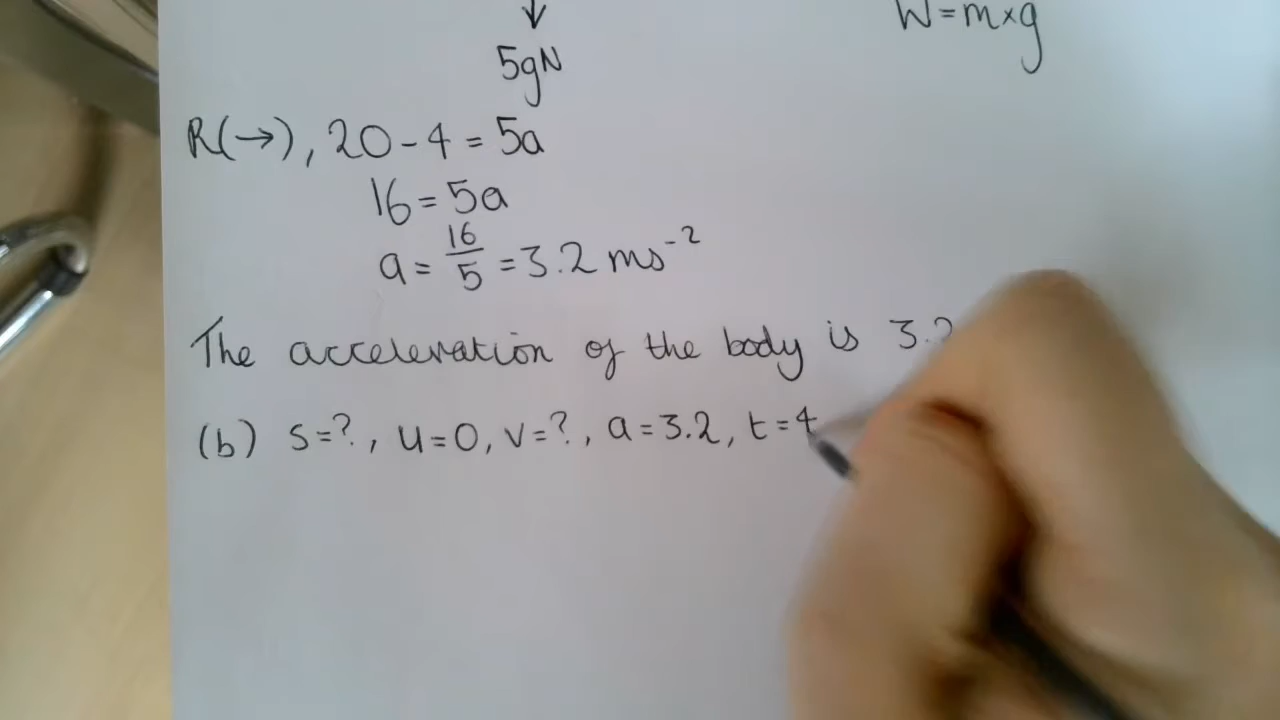 W=m×g
↓
5gN
R(→), 20-4=5a
16=5a
a=16/5=3.2 ms⁻²
The acceleration of the body is 3.2
(b) s=?, u=0, v=?, a=3.2, t=4